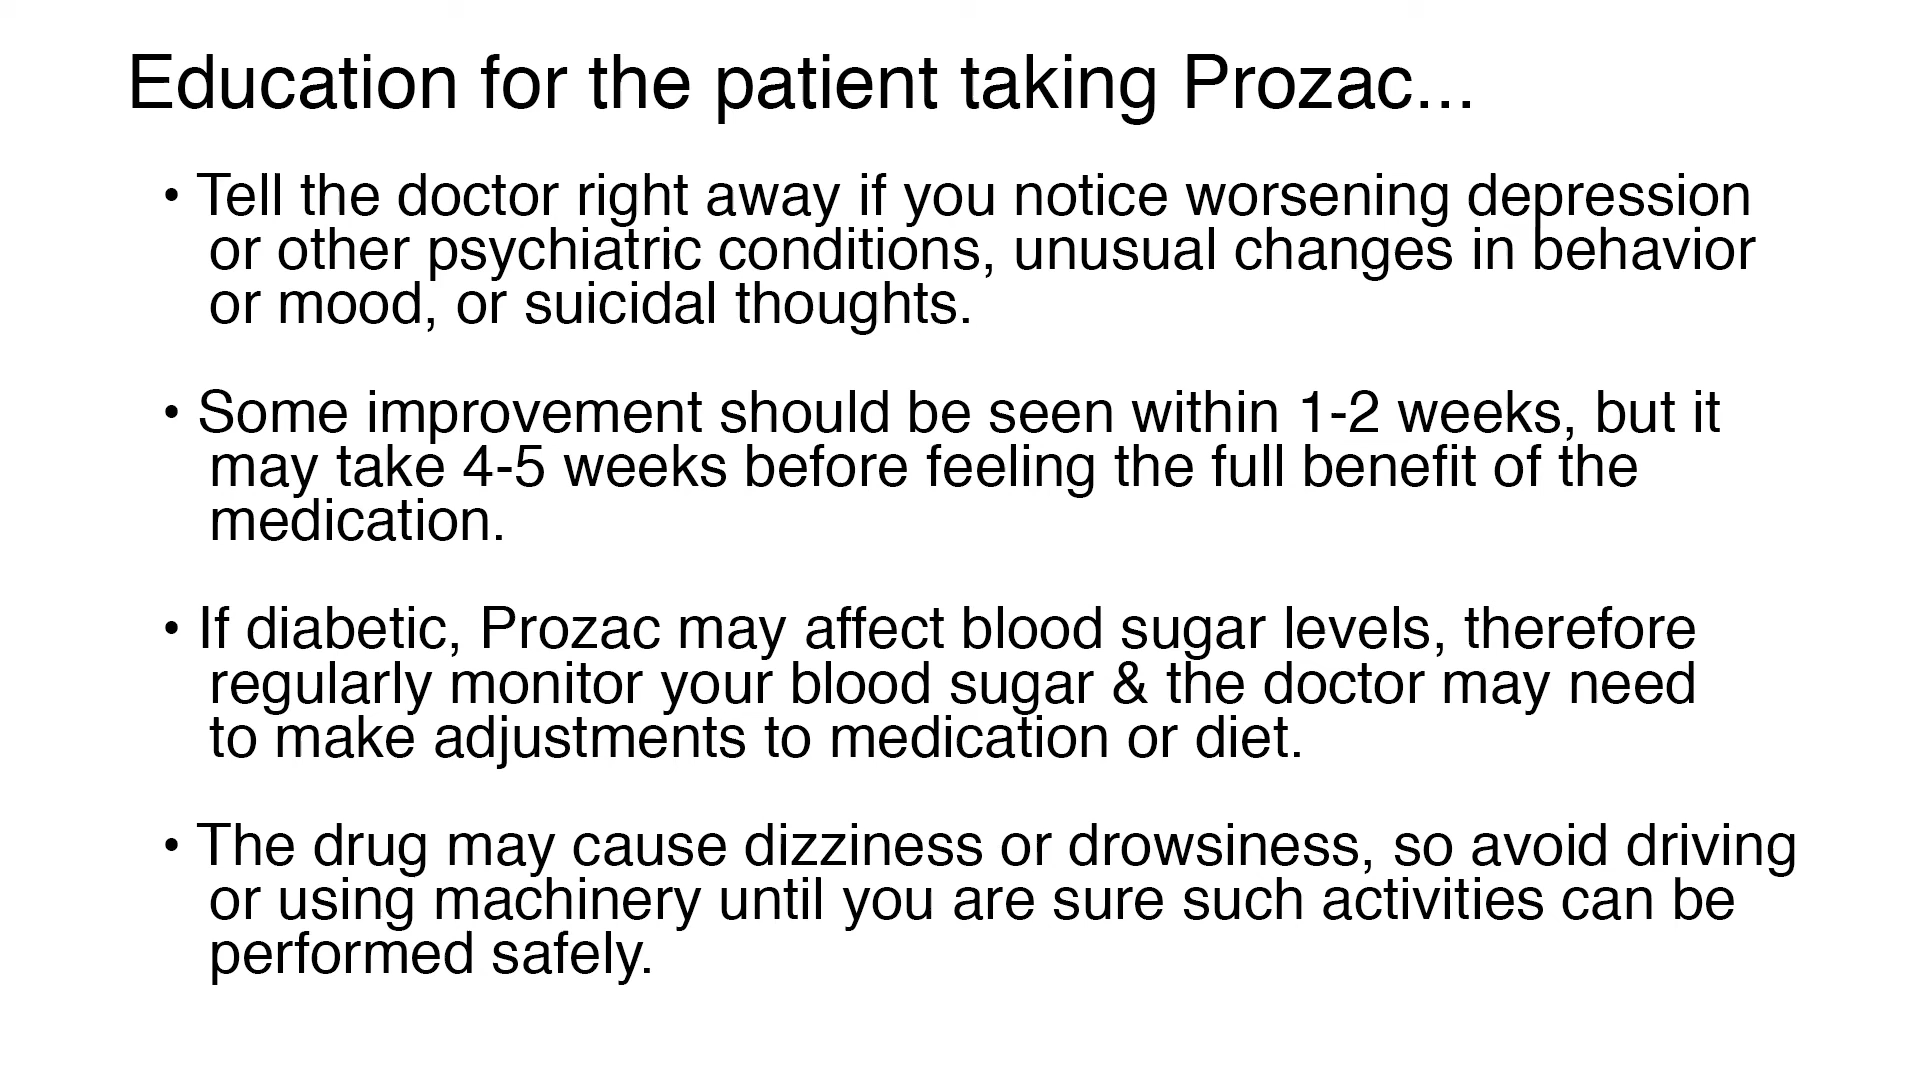 Education for the patient taking Prozac...
• Tell the doctor right away if you notice worsening depression
or other psychiatric conditions, unusual changes in behavior
or mood, or suicidal thoughts.
• Some improvement should be seen within 1-2 weeks, but it
may take 4-5 weeks before feeling the full benefit of the
medication.
• If diabetic, Prozac may affect blood sugar levels, therefore
regularly monitor your blood sugar & the doctor may need
to make adjustments to medication or diet.
• The drug may cause dizziness or drowsiness, so avoid driving
or using machinery until you are sure such activities can be
performed safely.